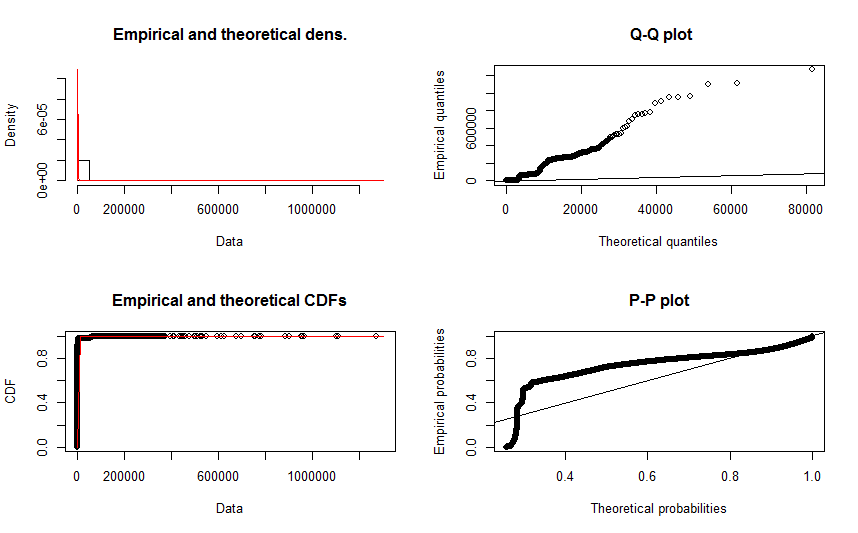 Empirical and theoretical dens.
Density
0e+00
6e-05
0
200000
600000
1000000
Data
Q-Q plot
Empirical quantiles
0
600000
0
20000
40000
60000
80000
Theoretical quantiles
Empirical and theoretical CDFs
CDF
0.0
0.4
0.8
0
200000
600000
1000000
Data
P-P plot
Empirical probabilities
0.0
0.4
0.8
0.4
0.6
0.8
1.0
Theoretical probabilities